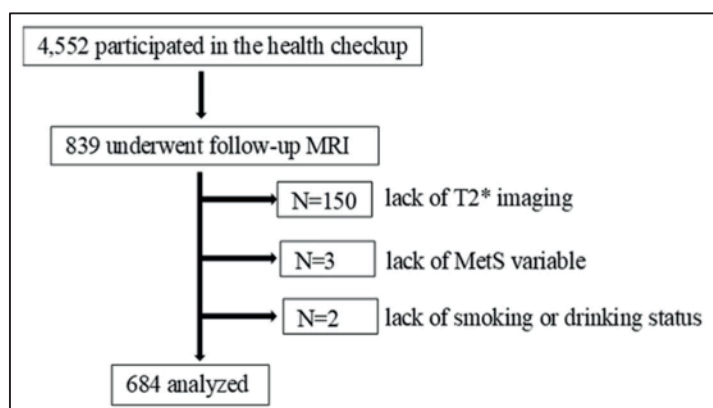 4,552 participated in the health checkup
839 underwent follow-up MRI
N=150 lack of T2* imaging
N=3 lack of MetS variable
N=2 lack of smoking or drinking status
684 analyzed